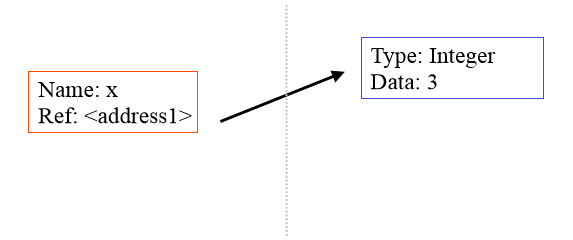 Name: x
Ref: <address1>
Type: Integer
Data: 3